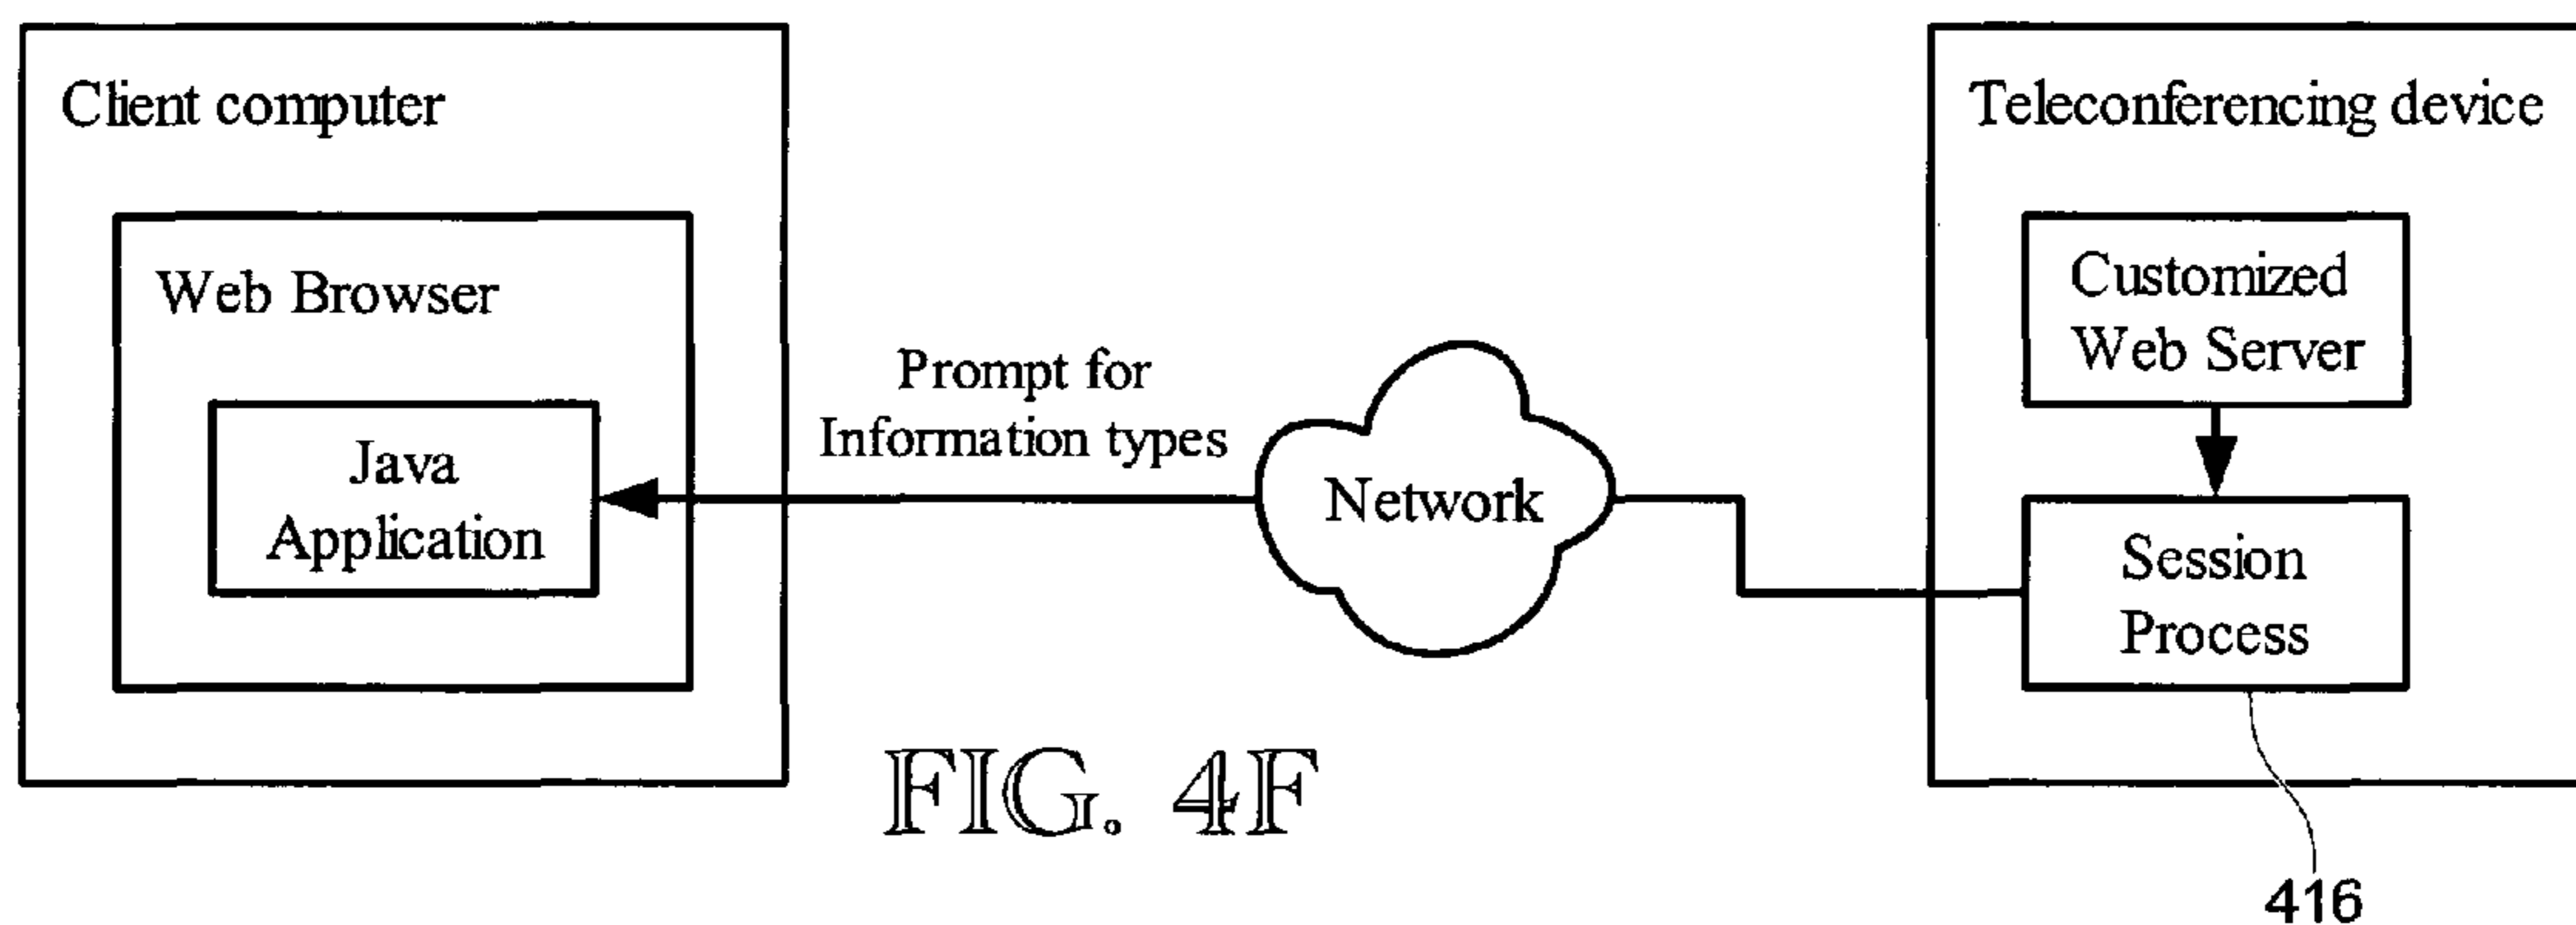 Client computer
Web Browser
Java
Application
Prompt for
Information types
Network
Teleconferencing device
Customized
Web Server
Session
Process
416
FIG. 4F